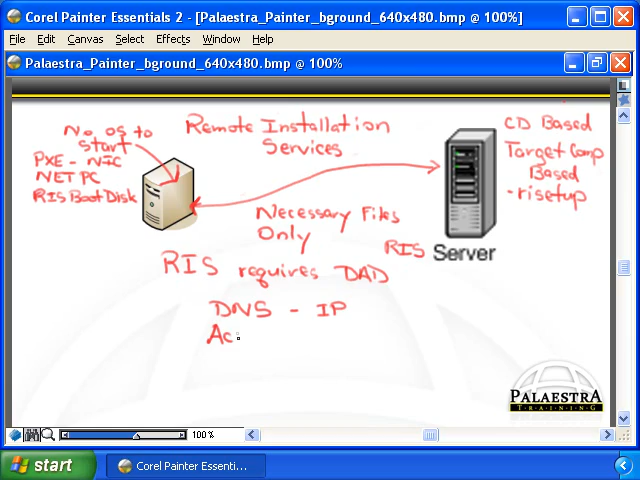 Corel Painter Essentials 2 - [Palaestra_Painter_bground_640x480.bmp @ 100%]
File Edit Canvas Select Effects Window Help
Palaestra_Painter_bground_640x480.bmp @ 100%
No OS to
start
PXE - NIC
NET PC
RIS Boot Disk
Remote Installation
Services
CD Based
Target Comp
Based
- risetup
Necessary Files
Only
RIS Server
RIS requires DAD
DNS - IP
Ac
PALAESTRA
TRAINING
100%
start
Corel Painter Essenti...